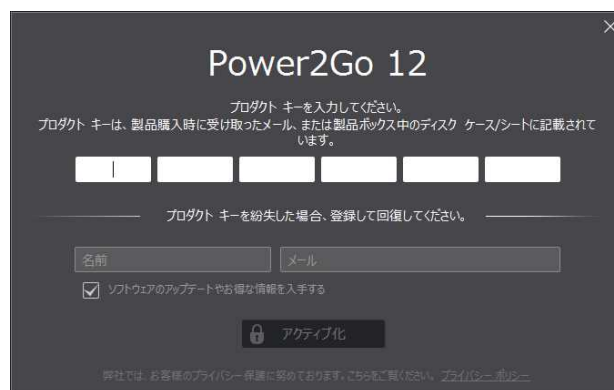 Power2Go 12
プロダクト キーを入力してください。
プロダクト キーは、製品購入時に受け取ったメール、または製品ボックス中のディスク ケース/シートに記載されて
います。
プロダクト キーを紛失した場合、登録して回復してください。
名前
メール
ソフトウェアのアップデートやお得な情報を入手する
アクティブ化
弊社では、お客様のプライバシー保護に努めております。こちらをご覧ください。 プライバシー ポリシー